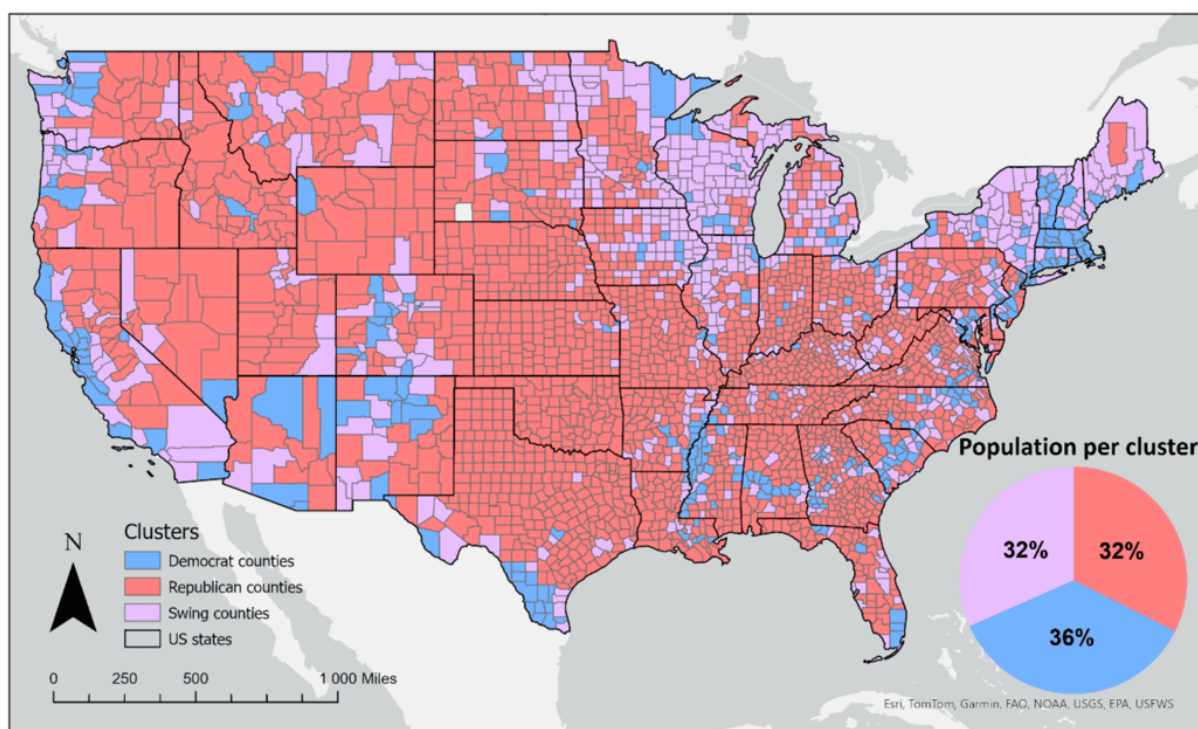 Population per cluster
32%
32%
36%
N
Clusters
Democrat counties
Republican counties
Swing counties
US states
0 250 500 1 000 Miles
Esri, TomTom, Garmin, FAO, NOAA, USGS, EPA, USFWS